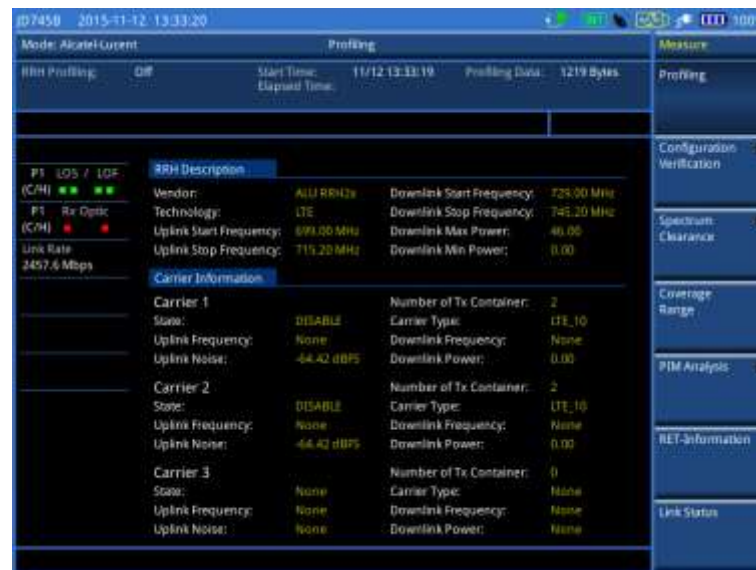 JD745B 2015-11-12 13:33:20 INT 100
Mode: Alcatel-Lucent Profiling Measure
RRH Profiling: Off Start Time: 11/12 13:33:19 Profiling Data: 1219 Bytes
Elapsed Time:
Profiling
Configuration Verification
Spectrum Clearance
Coverage Range
PIM Analysis
RET-Information
Link Status
P1 LOS / LOF
(C/H)
P1 Rx Optic
(C/H)
Link Rate
2457.6 Mbps
RRH Description
Vendor: ALU RRH2x Downlink Start Frequency: 729.00 MHz
Technology: LTE Downlink Stop Frequency: 745.20 MHz
Uplink Start Frequency: 699.00 MHz Downlink Max Power: 46.00
Uplink Stop Frequency: 715.20 MHz Downlink Min Power: 0.00
Carrier Information
Carrier 1 Number of Tx Container: 2
State: DISABLE Carrier Type: LTE_10
Uplink Frequency: None Downlink Frequency: None
Uplink Noise: -64.42 dBFS Downlink Power: 0.00
Carrier 2 Number of Tx Container: 2
State: DISABLE Carrier Type: LTE_10
Uplink Frequency: None Downlink Frequency: None
Uplink Noise: -64.42 dBFS Downlink Power: 0.00
Carrier 3 Number of Tx Container: 0
State: None Carrier Type: None
Uplink Frequency: None Downlink Frequency: None
Uplink Noise: None Downlink Power: None